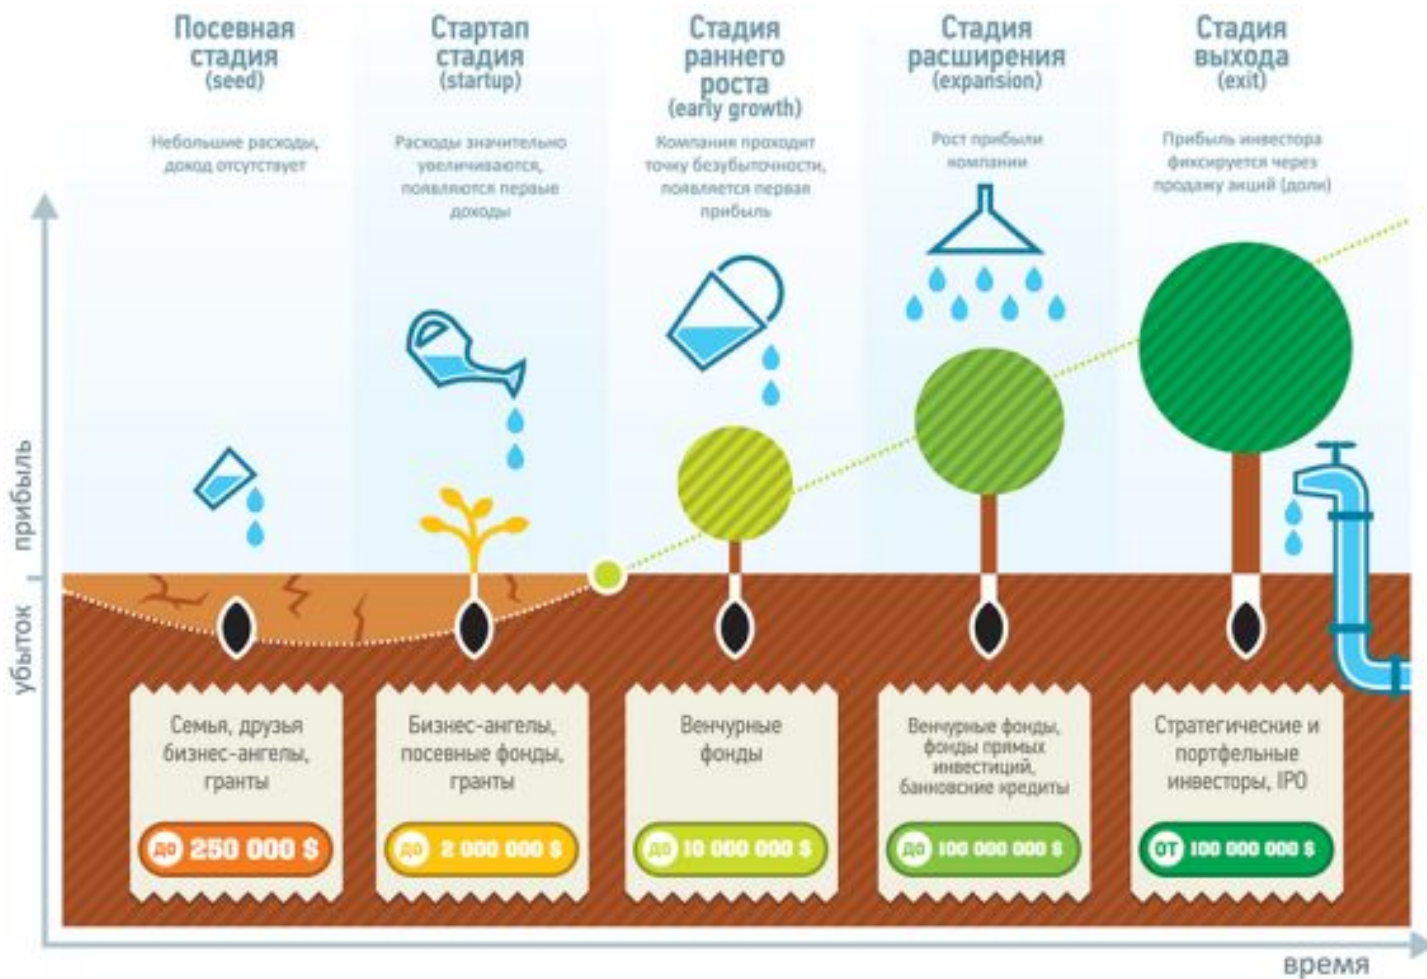 Посевная
стадия
(seed)
Небольшие расходы,
доход отсутствует
Стартап
стадия
(startup)
Расходы значительно
увеличиваются,
появляются первые
доходы
Стадия
раннего
роста
(early growth)
Компания проходит
точку безубыточности,
появляется первая
прибыль
Стадия
расширения
(expansion)
Рост прибыли
компании
Стадия
выхода
(exit)
Прибыль инвестора
фиксируется через
продажу акций (доли)
прибыль
убыток
Семья, друзья
бизнес-ангелы,
гранты
до 250 000 $
Бизнес-ангелы,
посевные фонды,
гранты
до 2 000 000 $
Венчурные
фонды
до 10 000 000 $
Венчурные фонды,
фонды прямых
инвестиций,
банковские кредиты
до 100 000 000 $
Стратегические и
портфельные
инвесторы, IPO
от 100 000 000 $
время